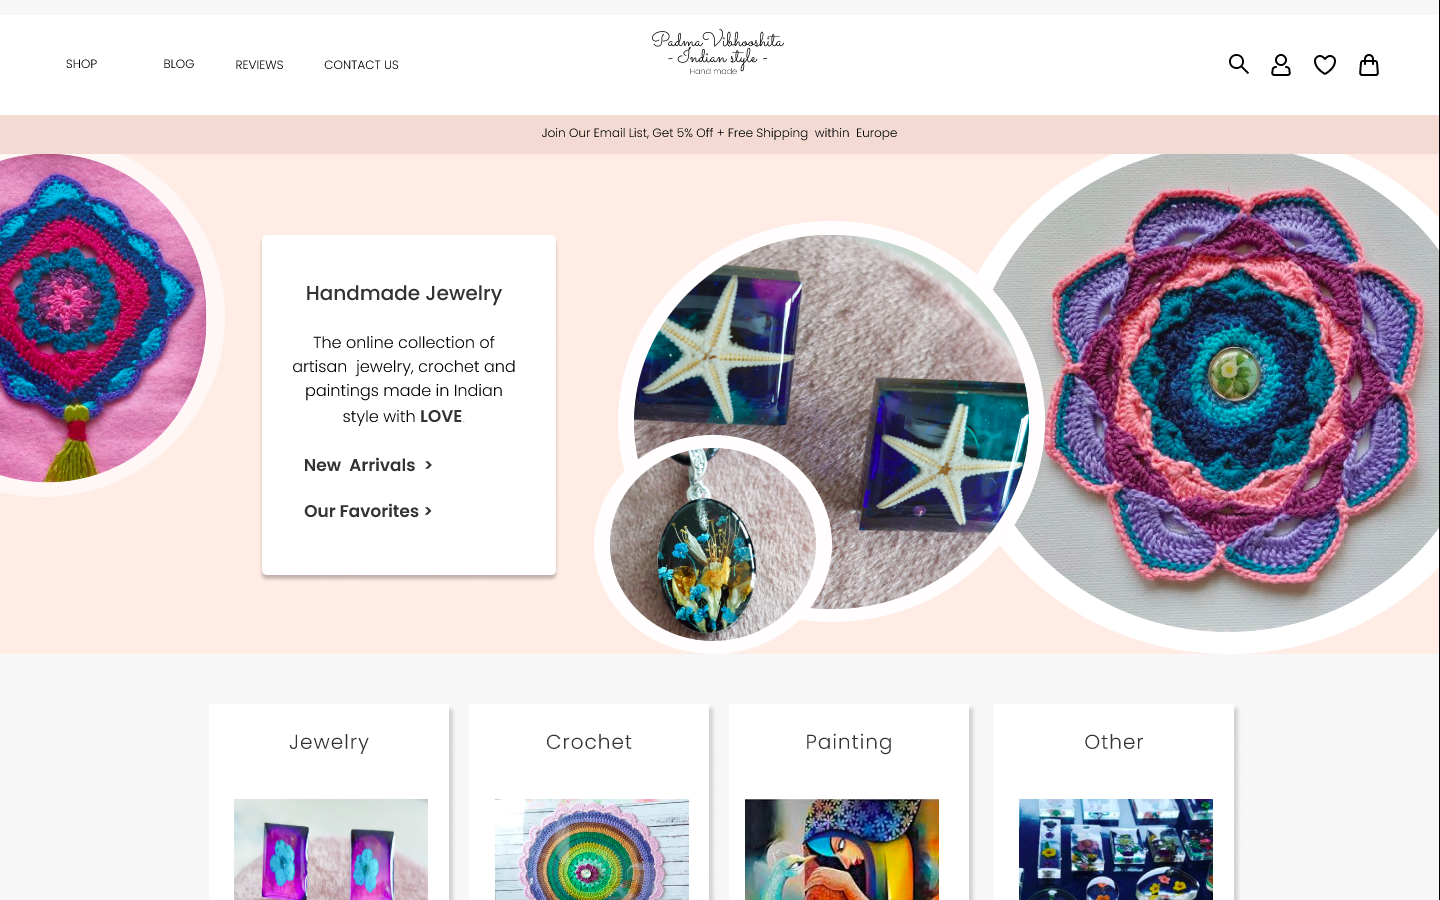 SHOP
BLOG
REVIEWS
CONTACT US
Padma Vibhooshita
- Indian style -
Hand made
Join Our Email List, Get 5% Off + Free Shipping within Europe
Handmade Jewelry
The online collection of
artisan jewelry, crochet and
paintings made in Indian
style with LOVE.
New Arrivals >
Our Favorites >
Jewelry
Crochet
Painting
Other